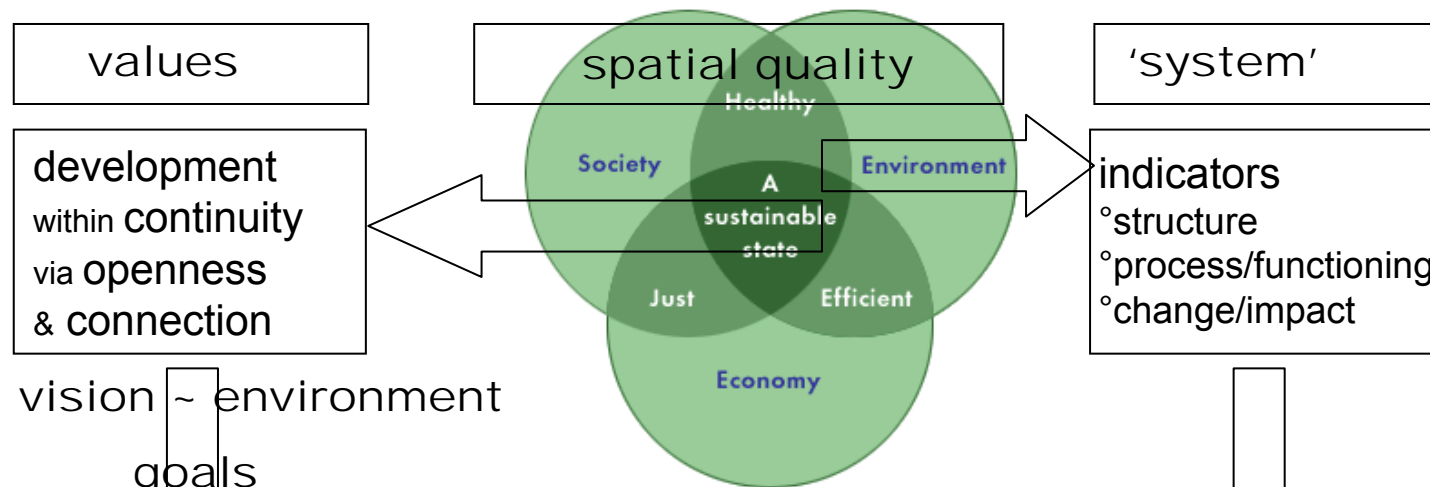 values
spatial quality
'system'
development
within continuity
via openness
& connection
vision ~ environment
goals
Healthy
Society
Environment
A
sustainable
state
Just
Efficient
Economy
indicators
°structure
°process/functioning
°change/impact